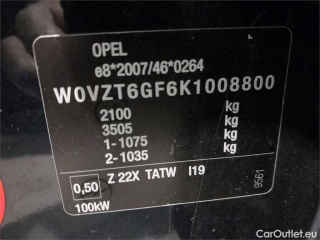 OPEL
e8*2007/46*0264
W0VZT6GF6K1008800
2100 kg
3505 kg
1-1075 kg
2-1035 kg
0,50 Z 22X TATW I19
100kW
9561
CarOutlet.eu